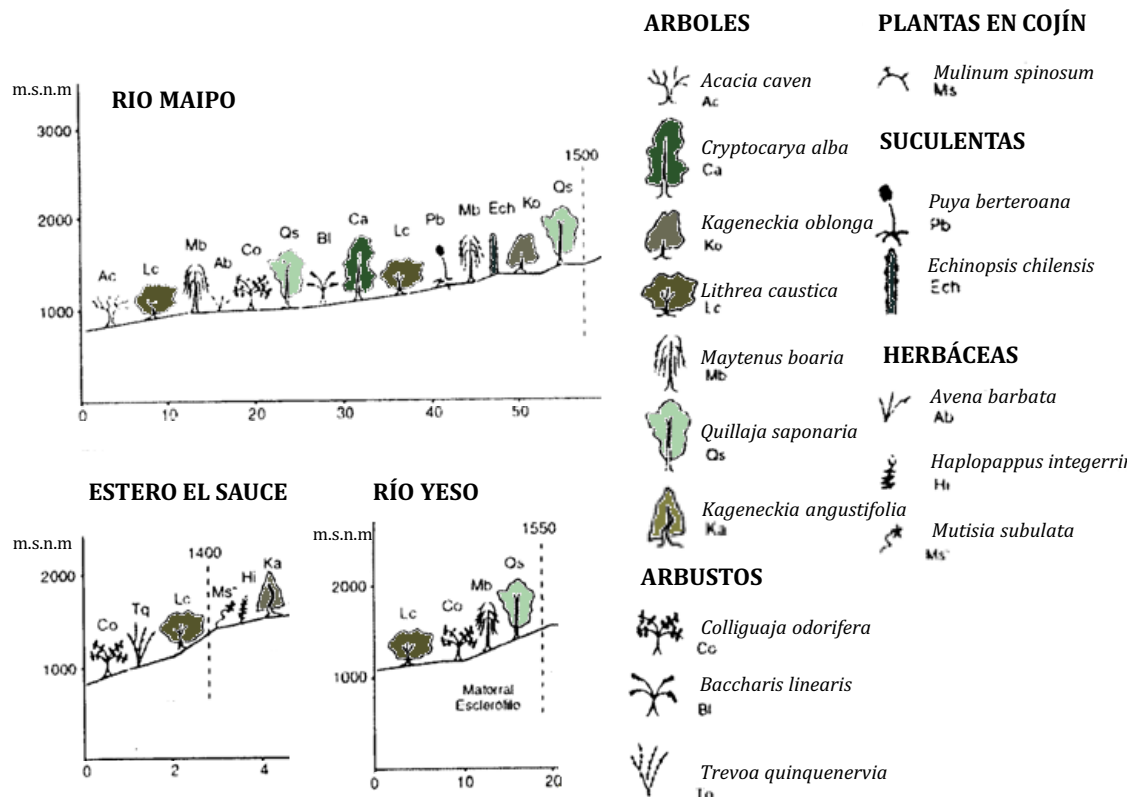 m.s.n.m
RIO MAIPO
3000
2000
1000
0 10 20 30 40 50
Ac
Lc
Mb
Ab
Co
Qs
Bl
Ca
Lc
Pb
Mb
Ech
Ko
Qs
1500
ESTERO EL SAUCE
m.s.n.m
2000
1000
0 2 4
Co
Tq
Lc
1400
Ms
Hi
Ka
RÍO YESO
m.s.n.m
2000
1000
0 10 20
Lc
Co
Mb
Qs
1550
Matorral
Esclerofilo
ARBOLES
Acacia caven
Ac
Cryptocarya alba
Ca
Kageneckia oblonga
Ko
Lithrea caustica
Lc
Maytenus boaria
Mb
Quillaja saponaria
Qs
Kageneckia angustifolia
Ka
ARBUSTOS
Colliguaja odorifera
Co
Baccharis linearis
Bl
Trevoa quinquenervia
PLANTAS EN COJÍN
Mulinum spinosum
Ms
SUCULENTAS
Puya berteroana
Pb
Echinopsis chilensis
Ech
HERBÁCEAS
Avena barbata
Ab
Haplopappus integerrin
Hi
Mutisia subulata
Ms